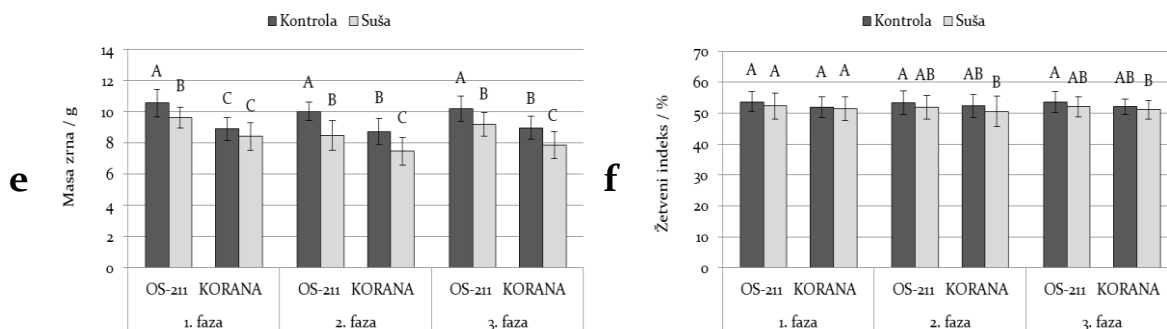 Kontrola Suša
e
Masa zrna / g
14
12
10
8
6
4
2
0
A B C C A B B C A B B C
OS-211 KORANA OS-211 KORANA OS-211 KORANA
1. faza 2. faza 3. faza
Kontrola Suša
f
Žetveni indeks / %
70
60
50
40
30
20
10
0
A A A A A AB AB B A AB AB B
OS-211 KORANA OS-211 KORANA OS-211 KORANA
1. faza 2. faza 3. faza